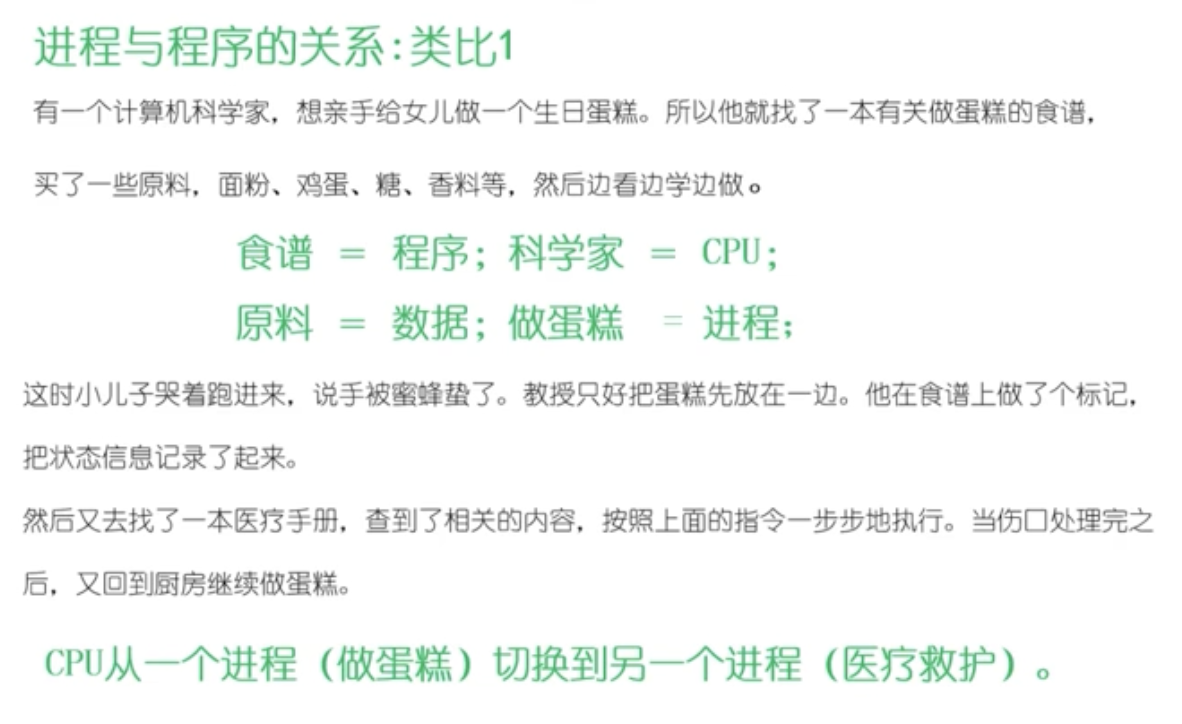 进程与程序的关系:类比1
有一个计算机科学家，想亲手给女儿做一个生日蛋糕。所以他就找了一本有关做蛋糕的食谱，
买了一些原料，面粉、鸡蛋、糖、香料等，然后边看边学边做。
食谱 = 程序; 科学家 = CPU;
原料 = 数据; 做蛋糕 = 进程;
这时小儿子哭着跑进来，说手被蜜蜂蛰了。教授只好把蛋糕先放在一边。他在食谱上做了个标记，
把状态信息记录了起来。
然后又去找了一本医疗手册，查到了相关的内容，按照上面的指令一步步地执行。当伤口处理完之
后，又回到厨房继续做蛋糕。
CPU从一个进程（做蛋糕）切换到另一个进程（医疗救护）。